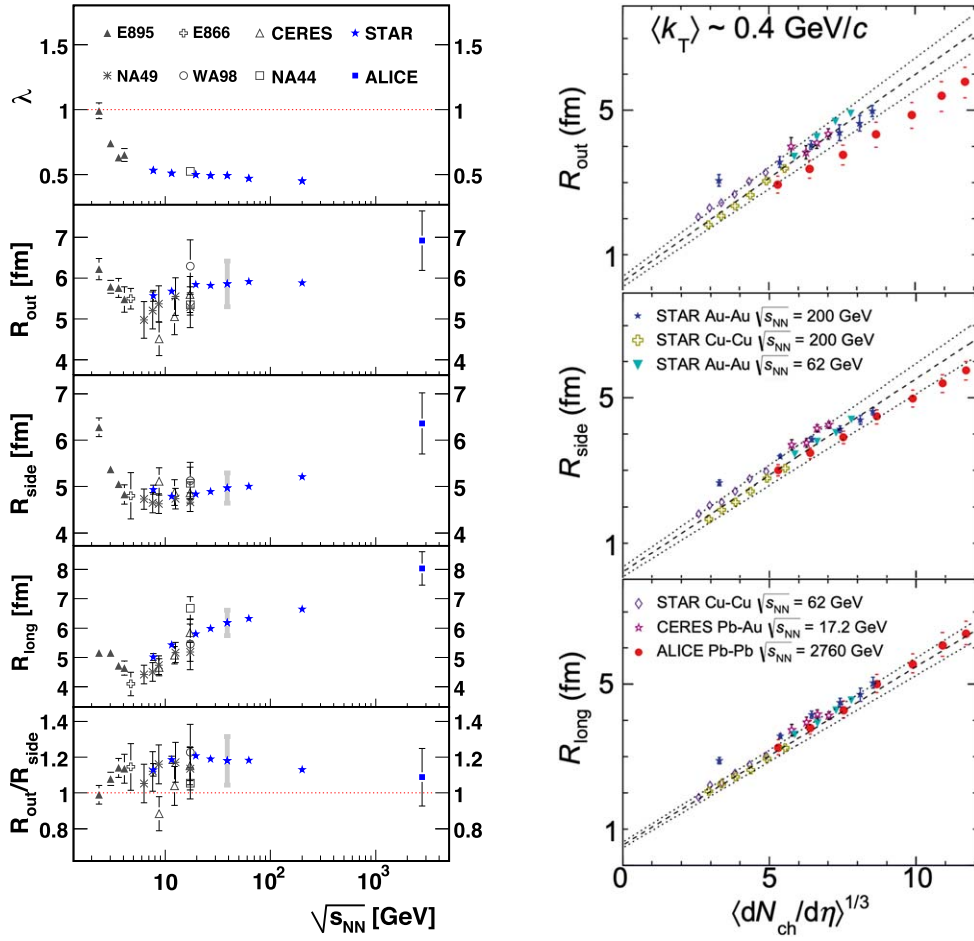 E895 E866 CERES STAR
NA49 WA98 NA44 ALICE
λ
1.5 1.5
1 1
0.5 0.5
R_out [fm]
7 7
6 6
5 5
4 4
R_side [fm]
7 7
6 6
5 5
4 4
R_long [fm]
8 8
7 7
6 6
5 5
4 4
R_out/R_side
1.4 1.4
1.2 1.2
1 1
0.8 0.8
10 10² 10³
√s_NN [GeV]
⟨k_T⟩ ~ 0.4 GeV/c
R_out (fm)
5
1
STAR Au-Au √s_NN = 200 GeV
STAR Cu-Cu √s_NN = 200 GeV
STAR Au-Au √s_NN = 62 GeV
R_side (fm)
5
1
STAR Cu-Cu √s_NN = 62 GeV
CERES Pb-Au √s_NN = 17.2 GeV
ALICE Pb-Pb √s_NN = 2760 GeV
R_long (fm)
5
1
0 5 10
⟨dN_ch/dη⟩^1/3